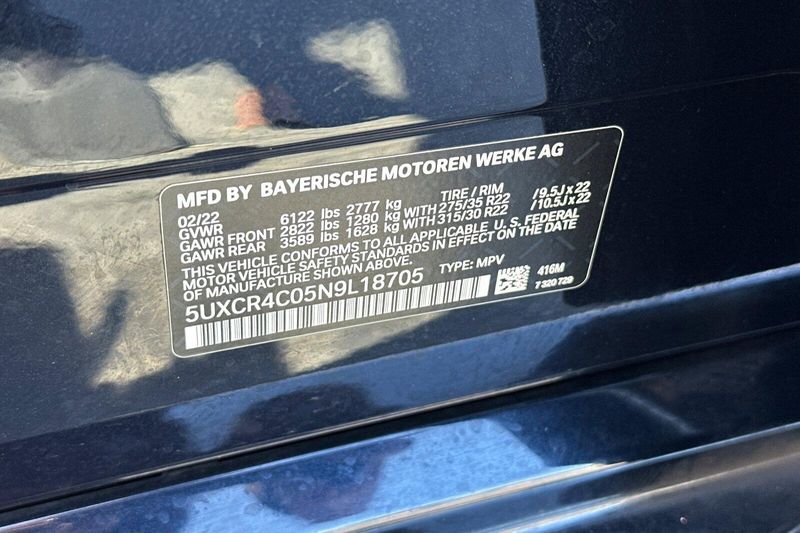 MFD BY BAYERISCHE MOTOREN WERKE AG
02/22
GVWR 6122 lbs 2777 kg TIRE / RIM
GAWR FRONT 2822 lbs 1280 kg WITH 275/35 R22 / 9.5J x 22
GAWR REAR 3589 lbs 1628 kg WITH 315/30 R22 / 10.5J x 22
THIS VEHICLE CONFORMS TO ALL APPLICABLE U. S. FEDERAL
MOTOR VEHICLE SAFETY STANDARDS IN EFFECT ON THE DATE
OF MANUFACTURE SHOWN ABOVE.
5UXCR4C05N9L18705 TYPE: MPV 416M
7 320 729